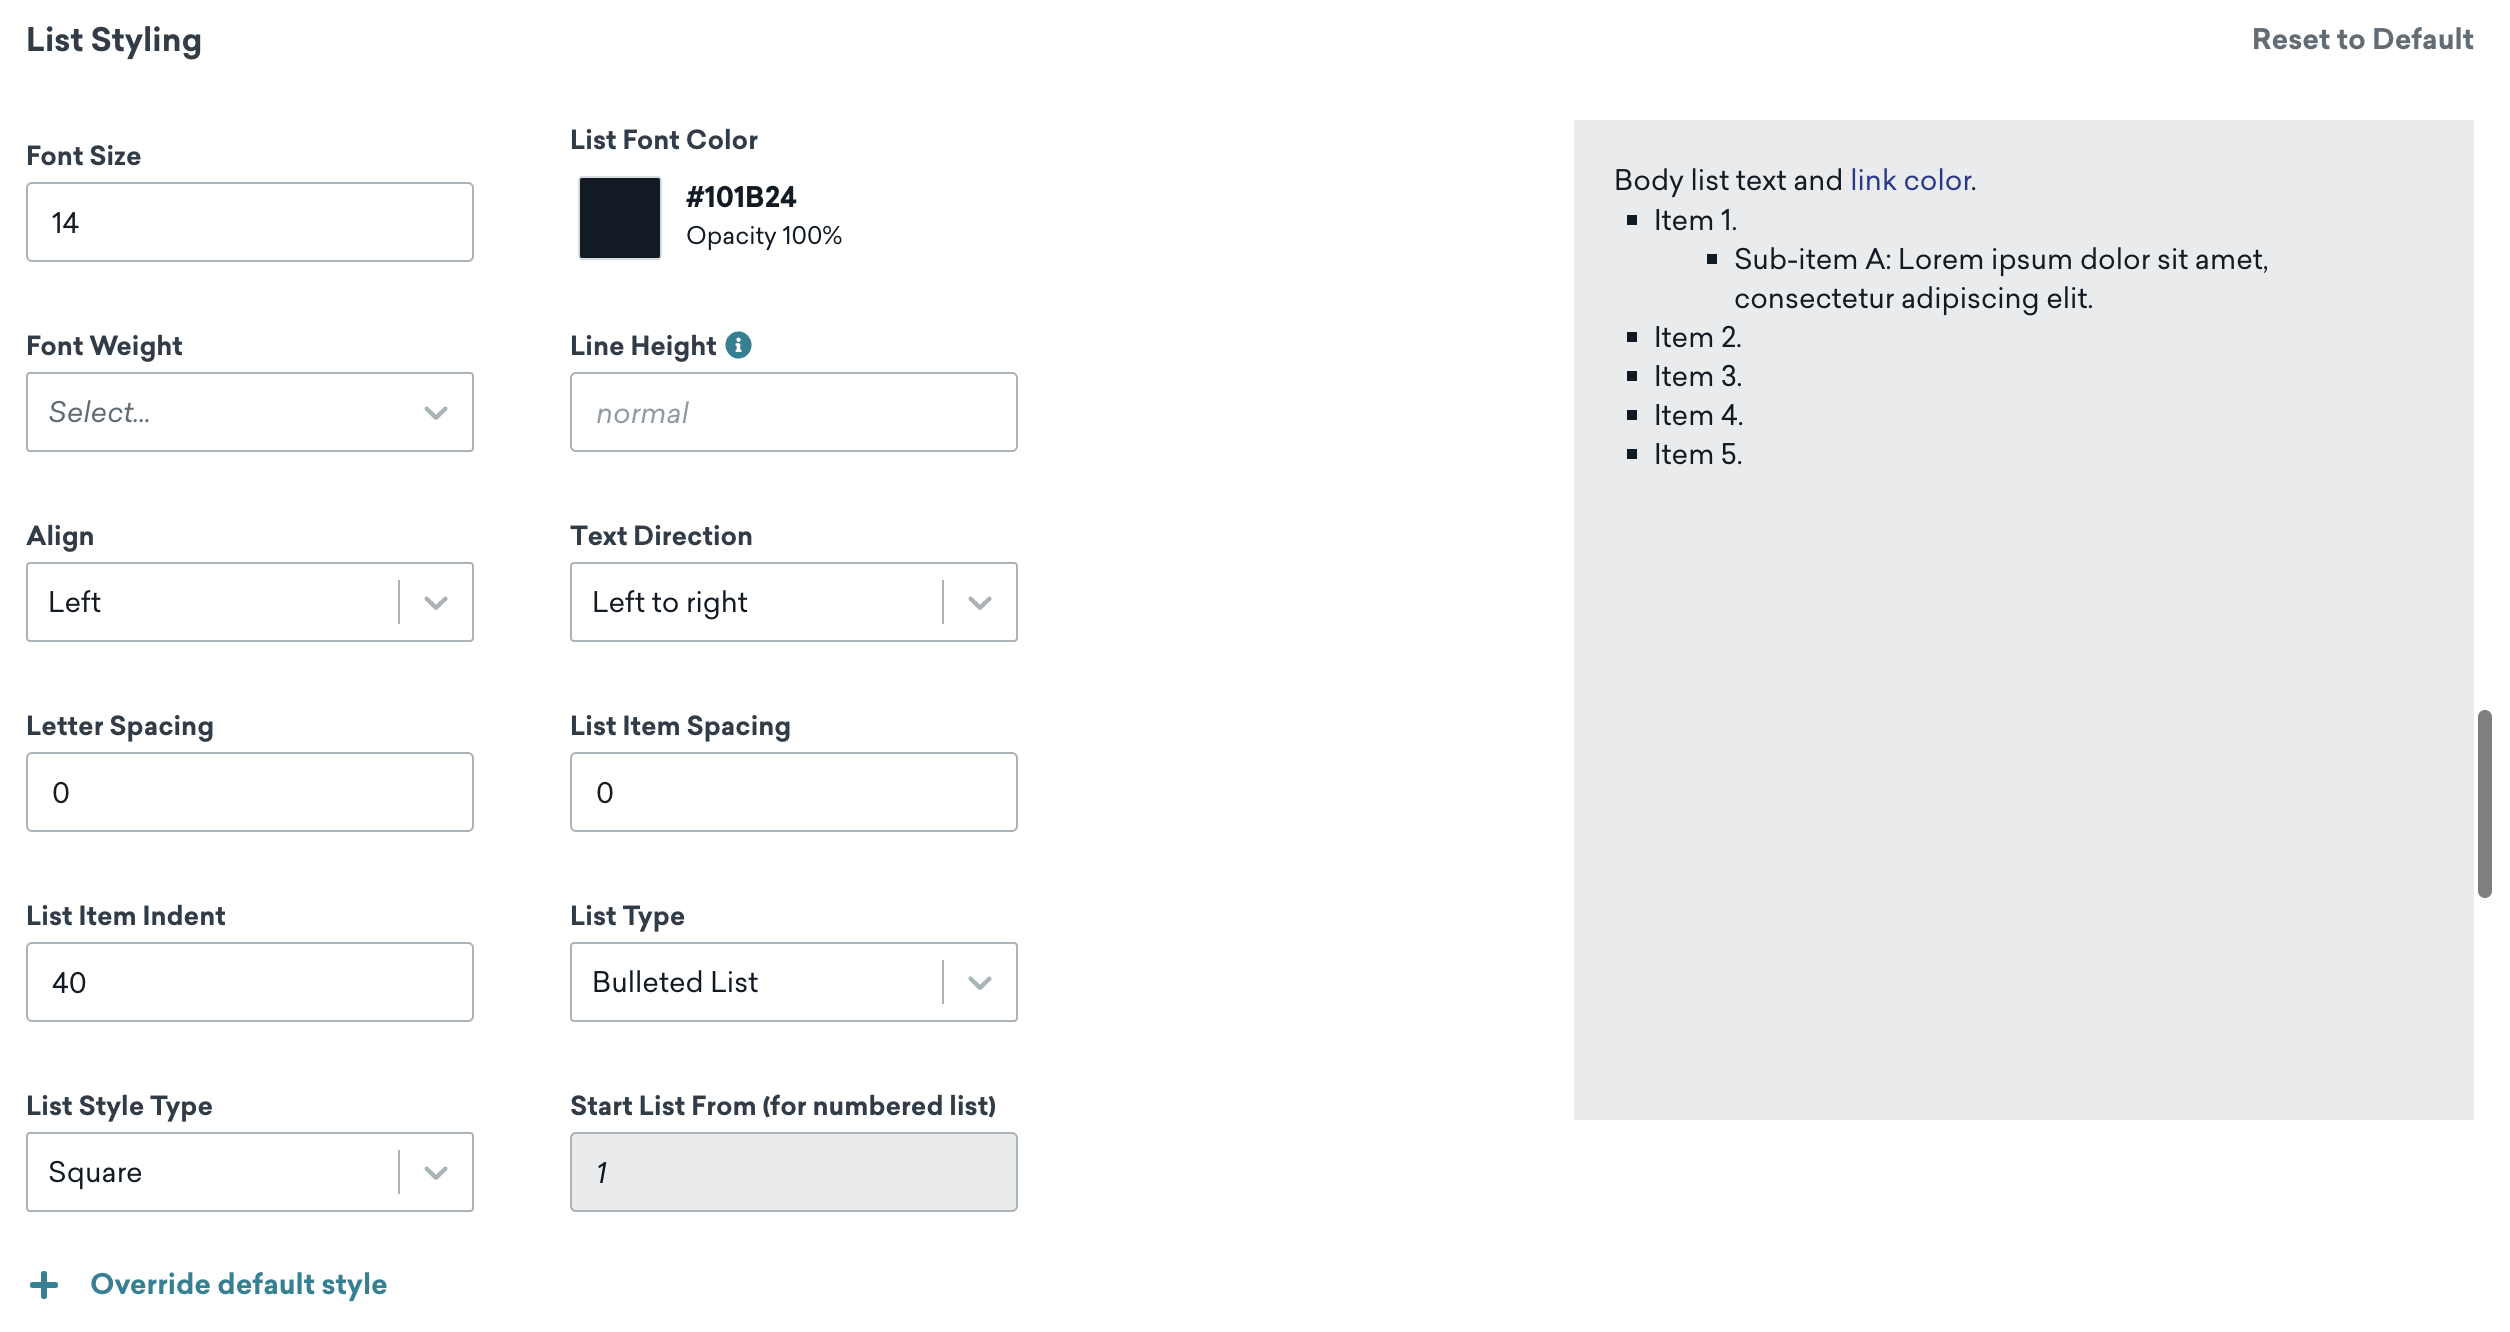 List Styling
Reset to Default
Font Size
14
List Font Color
#101B24
Opacity 100%
Font Weight
Select...
Line Height
normal
Align
Left
Text Direction
Left to right
Letter Spacing
0
List Item Spacing
0
List Item Indent
40
List Type
Bulleted List
List Style Type
Square
Start List From (for numbered list)
1
Override default style
Body list text and link color.
Item 1.
Sub-item A: Lorem ipsum dolor sit amet,
consectetur adipiscing elit.
Item 2.
Item 3.
Item 4.
Item 5.